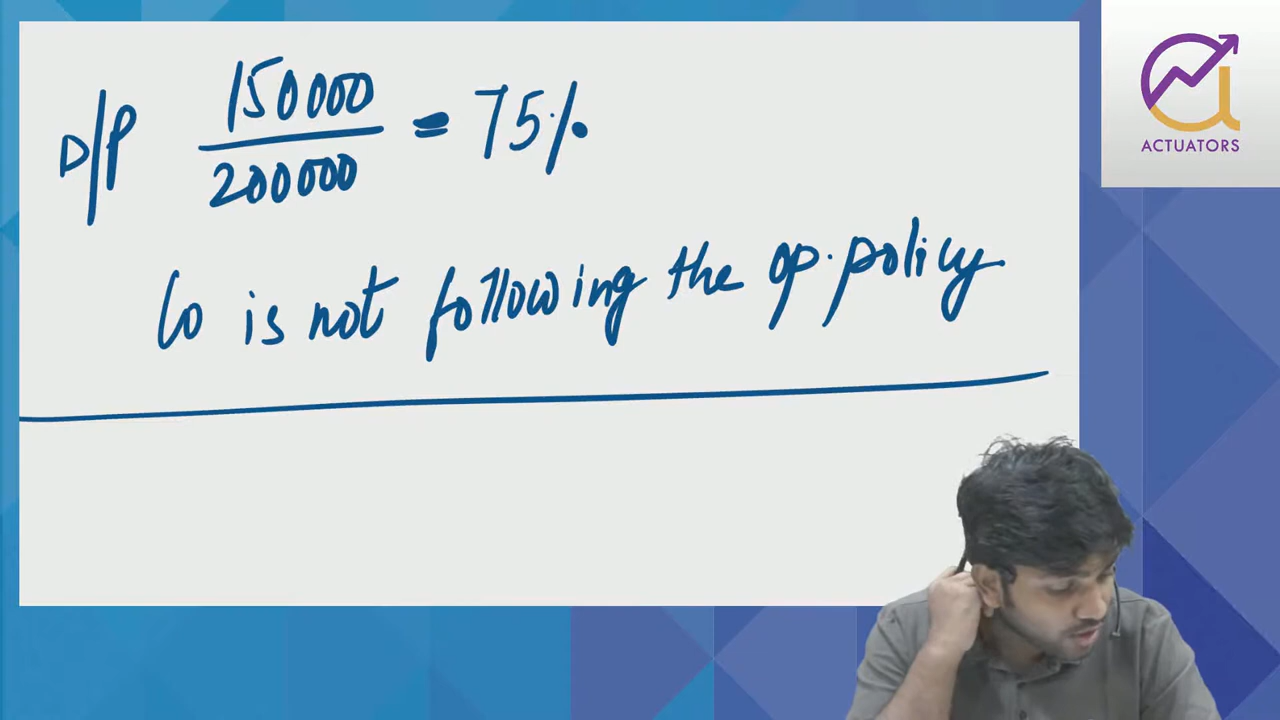 D/P 150000 / 200000 = 75%
Co is not following the op. policy
ACTUATORS